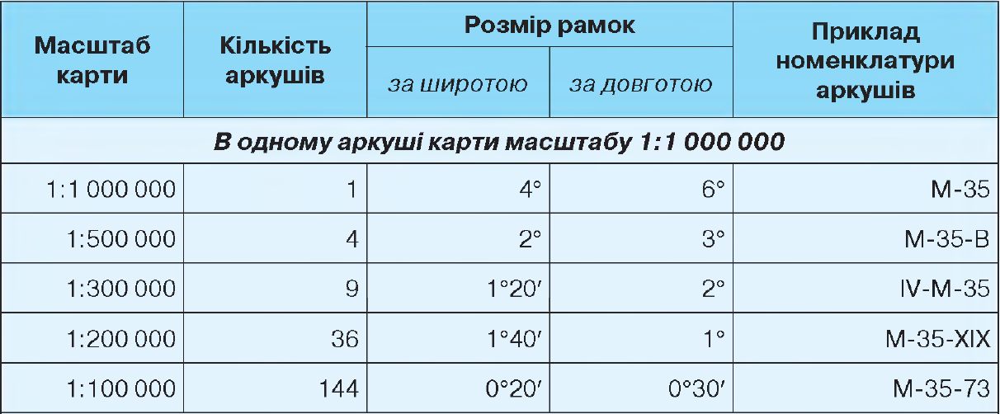 Масштаб карти
Кількість аркушів
Розмір рамок
за широтою
за довготою
Приклад номенклатури аркушів
В одному аркуші карти масштабу 1:1 000 000
1:1 000 000 1 4° 6° М-35
1:500 000 4 2° 3° М-35-В
1:300 000 9 1°20′ 2° IV-М-35
1:200 000 36 1°40′ 1° М-35-XIX
1:100 000 144 0°20′ 0°30′ М-35-73